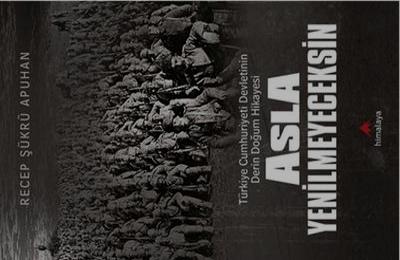 RECEP ŞÜKRÜ APUHAN
Türkiye Cumhuriyeti Devletinin
Derin Doğum Hikayesi
ASLA
YENİLMEYECEKSİN
himalaya